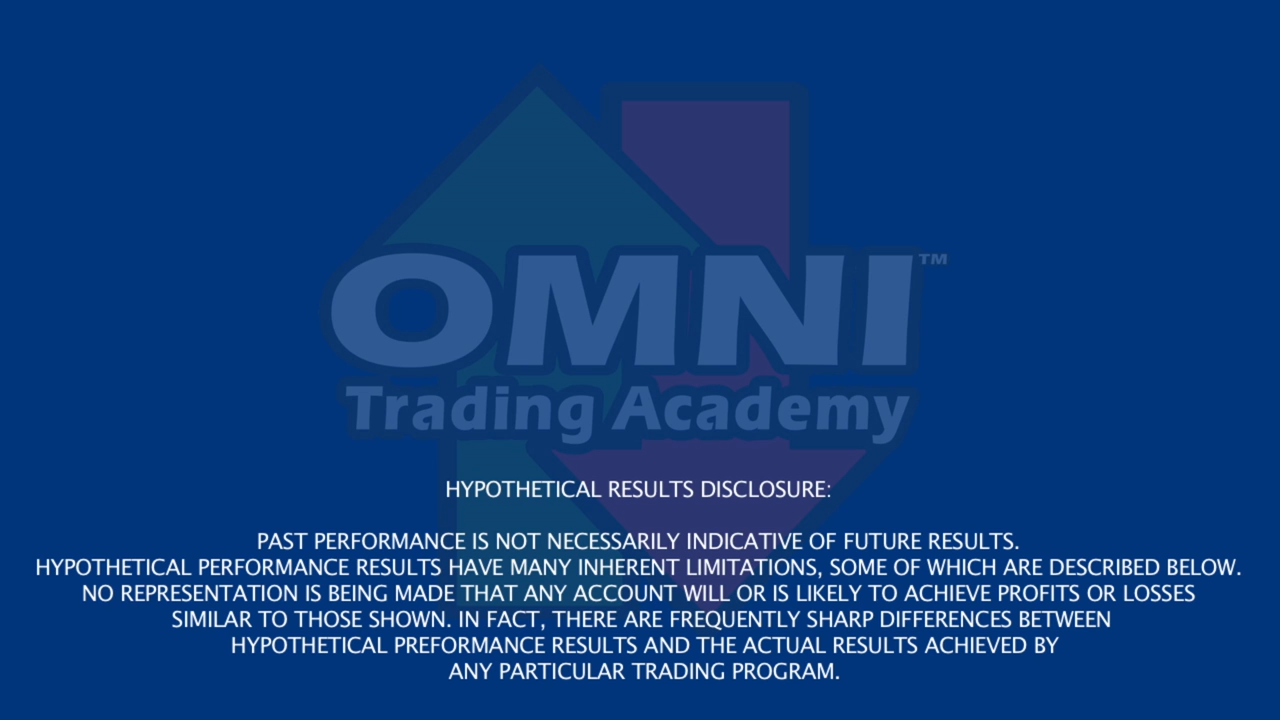 OMNI™
Trading Academy
HYPOTHETICAL RESULTS DISCLOSURE:
PAST PERFORMANCE IS NOT NECESSARILY INDICATIVE OF FUTURE RESULTS.
HYPOTHETICAL PERFORMANCE RESULTS HAVE MANY INHERENT LIMITATIONS, SOME OF WHICH ARE DESCRIBED BELOW.
NO REPRESENTATION IS BEING MADE THAT ANY ACCOUNT WILL OR IS LIKELY TO ACHIEVE PROFITS OR LOSSES
SIMILAR TO THOSE SHOWN. IN FACT, THERE ARE FREQUENTLY SHARP DIFFERENCES BETWEEN
HYPOTHETICAL PREFORMANCE RESULTS AND THE ACTUAL RESULTS ACHIEVED BY
ANY PARTICULAR TRADING PROGRAM.